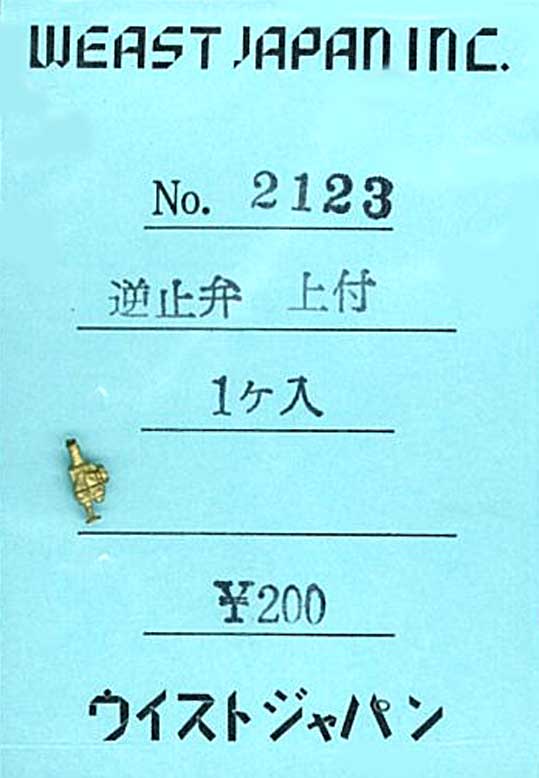 WEAST JAPAN INC.
No. 2123
逆止弁 上付
1ケ入
¥200
ウイストジャパン